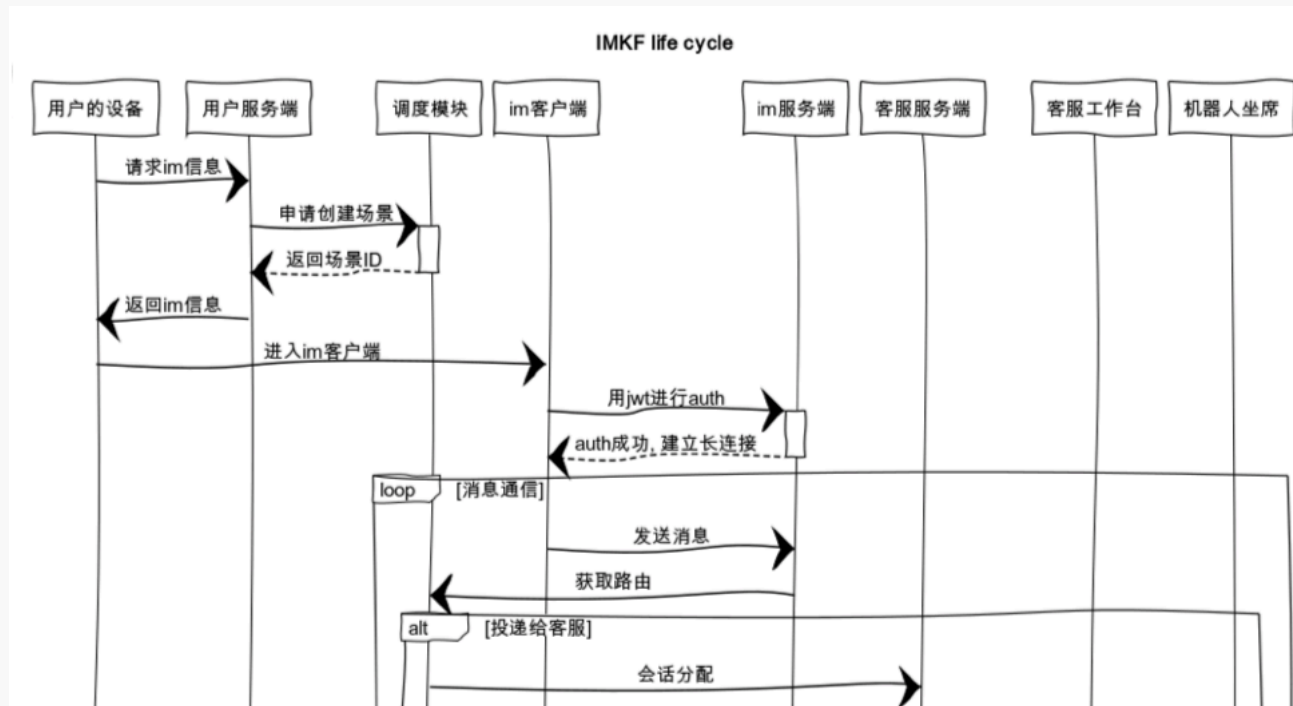 IMKF life cycle
用户的设备
用户服务端
调度模块
im客户端
im服务端
客服服务端
客服工作台
机器人坐席
请求im信息
申请创建场景
返回场景ID
返回im信息
进入im客户端
用jwt进行auth
auth成功, 建立长连接
loop [消息通信]
发送消息
获取路由
alt [投递给客服]
会话分配